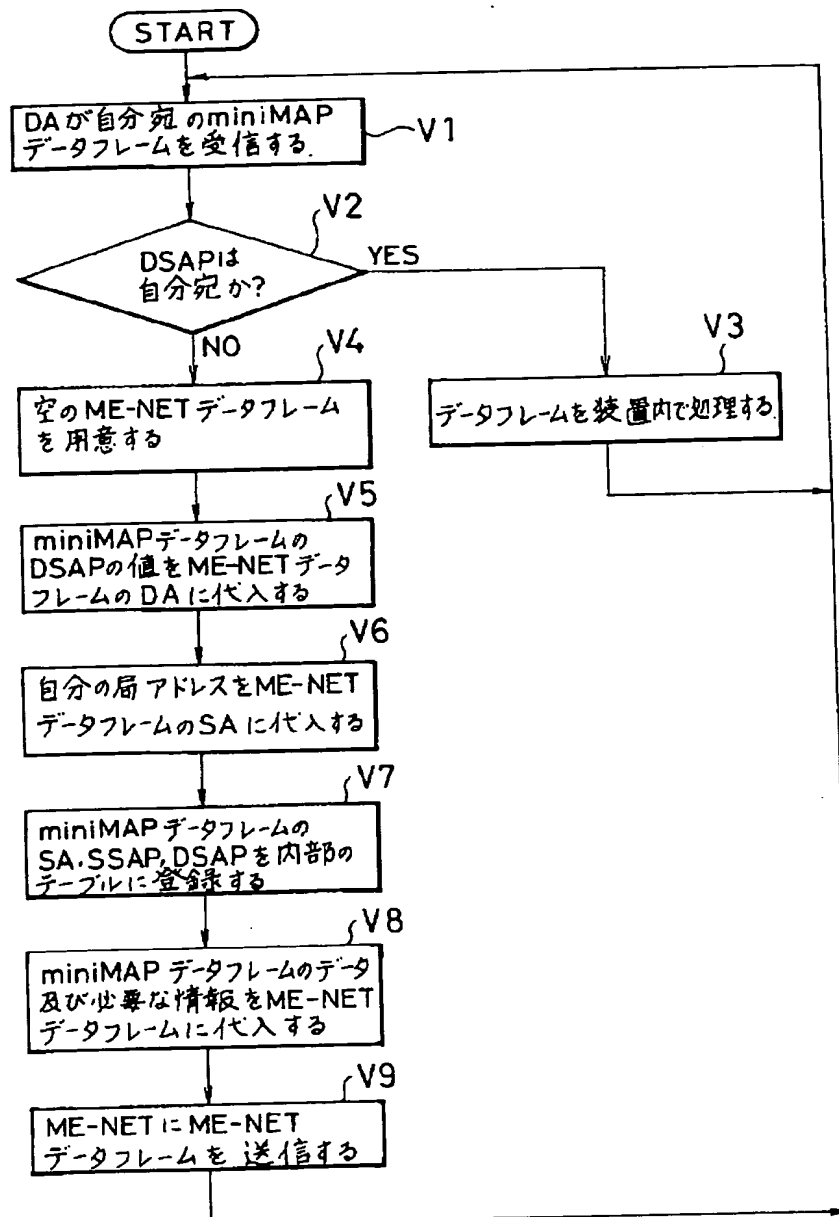 START
DAが自分宛のminiMAP
データフレームを受信する.
V1
V2
DSAPは
自分宛か?
YES
NO
V3
データフレームを装置内で処理する.
V4
空のME-NETデータフレーム
を用意する
V5
miniMAPデータフレームの
DSAPの値をME-NETデータ
フレームのDAに代入する
V6
自分の局アドレスをME-NET
データフレームのSAに代入する
V7
miniMAPデータフレームの
SA.SSAP,DSAPを内部の
テーブルに登録する
V8
miniMAPデータフレームのデータ
及び必要な情報をME-NET
データフレームに代入する
V9
ME-NETにME-NET
データフレームを送信する